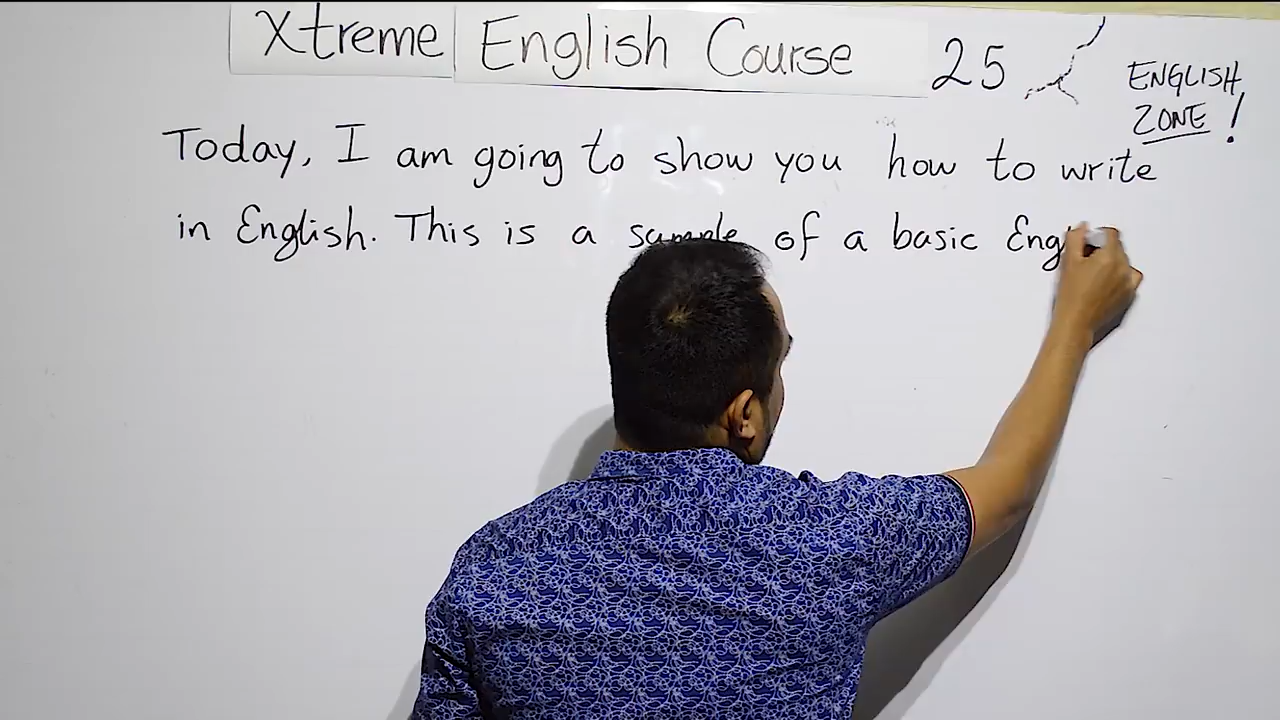 Xtreme English Course 25
ENGLISH
ZONE!
Today, I am going to show you how to write
in English. This is a sample of a basic Eng